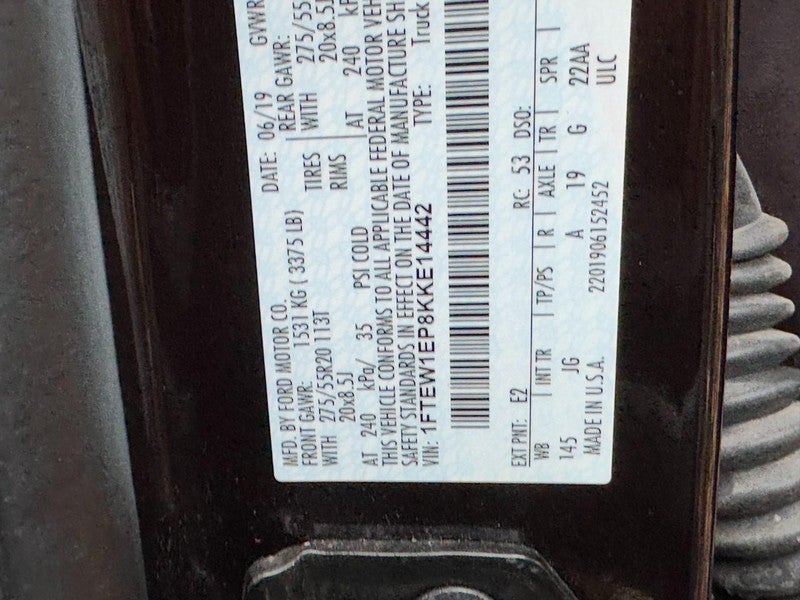 MFD. BY FORD MOTOR CO.
DATE: 06/19 GVWR
FRONT GAWR: 1531 KG ( 3375 LB)
REAR GAWR:
WITH 275/55R20 113T TIRES
WITH 275/55
20x8.5J RIMS
20x8.5J
AT 240 kPa/ 35 PSI COLD
AT 240 kP
THIS VEHICLE CONFORMS TO ALL APPLICABLE FEDERAL MOTOR VEH
SAFETY STANDARDS IN EFFECT ON THE DATE OF MANUFACTURE SH
VIN: 1FTEW1EP8KKE14442 TYPE: Truck
EXT PNT: E2 RC: 53 DSO:
WB INT TR TP/PS R AXLE TR SPR
145 JG A 19 G 22AA
MADE IN U.S.A. 2201906152452 ULC